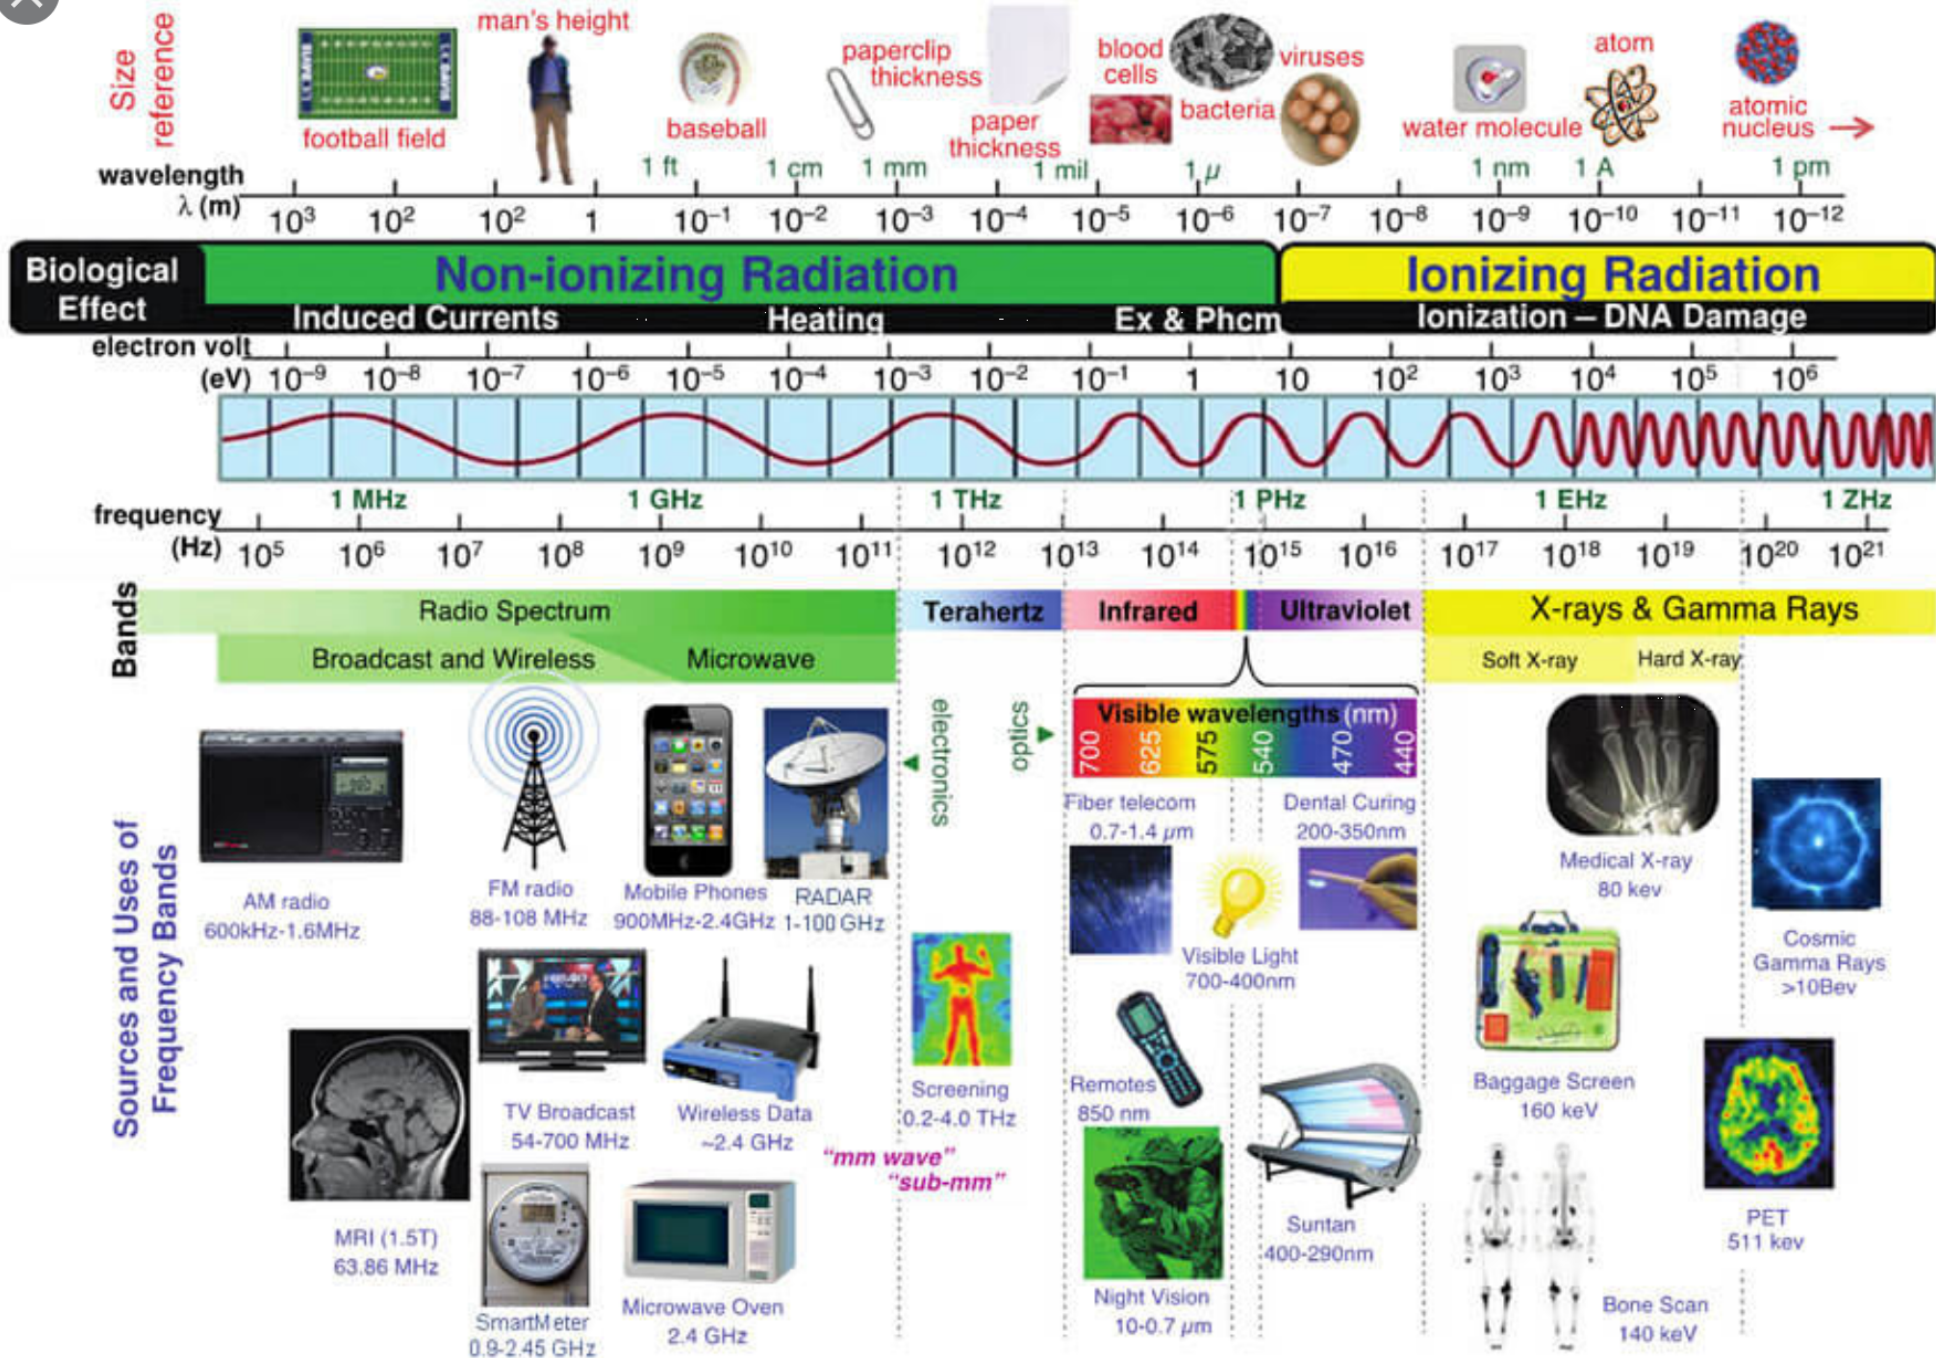 Size
reference
football field
man's height
baseball
paperclip
thickness
paper
thickness
blood
cells
bacteria
viruses
water molecule
atom
atomic
nucleus
1 ft
1 cm
1 mm
1 mil
1 µ
1 nm
1 A
1 pm
wavelength
λ (m)
10³ 10² 10² 1 10⁻¹ 10⁻² 10⁻³ 10⁻⁴ 10⁻⁵ 10⁻⁶ 10⁻⁷ 10⁻⁸ 10⁻⁹ 10⁻¹⁰ 10⁻¹¹ 10⁻¹²
Biological
Effect
Non-ionizing Radiation
Ionizing Radiation
Induced Currents
Heating
Ex & Phcm
Ionization – DNA Damage
electron volt
(eV) 10⁻⁹ 10⁻⁸ 10⁻⁷ 10⁻⁶ 10⁻⁵ 10⁻⁴ 10⁻³ 10⁻² 10⁻¹ 1 10 10² 10³ 10⁴ 10⁵ 10⁶
1 MHz 1 GHz 1 THz 1 PHz 1 EHz 1 ZHz
frequency
(Hz) 10⁵ 10⁶ 10⁷ 10⁸ 10⁹ 10¹⁰ 10¹¹ 10¹² 10¹³ 10¹⁴ 10¹⁵ 10¹⁶ 10¹⁷ 10¹⁸ 10¹⁹ 10²⁰ 10²¹
Bands
Radio Spectrum
Terahertz
Infrared
Ultraviolet
X-rays & Gamma Rays
Broadcast and Wireless
Microwave
Soft X-ray
Hard X-ray
electronics
optics
Visible wavelengths (nm)
700 625 575 540 470 440
Sources and Uses of
Frequency Bands
AM radio
600kHz-1.6MHz
FM radio
88-108 MHz
Mobile Phones
900MHz-2.4GHz
RADAR
1-100 GHz
Fiber telecom
0.7-1.4 µm
Dental Curing
200-350nm
Visible Light
700-400nm
Medical X-ray
80 kev
Cosmic
Gamma Rays
>10Bev
TV Broadcast
54-700 MHz
Wireless Data
~2.4 GHz
Screening
0.2-4.0 THz
"mm wave"
"sub-mm"
Remotes
850 nm
Baggage Screen
160 keV
MRI (1.5T)
63.86 MHz
SmartMeter
0.9-2.45 GHz
Microwave Oven
2.4 GHz
Night Vision
10-0.7 µm
Suntan
400-290nm
PET
511 kev
Bone Scan
140 keV